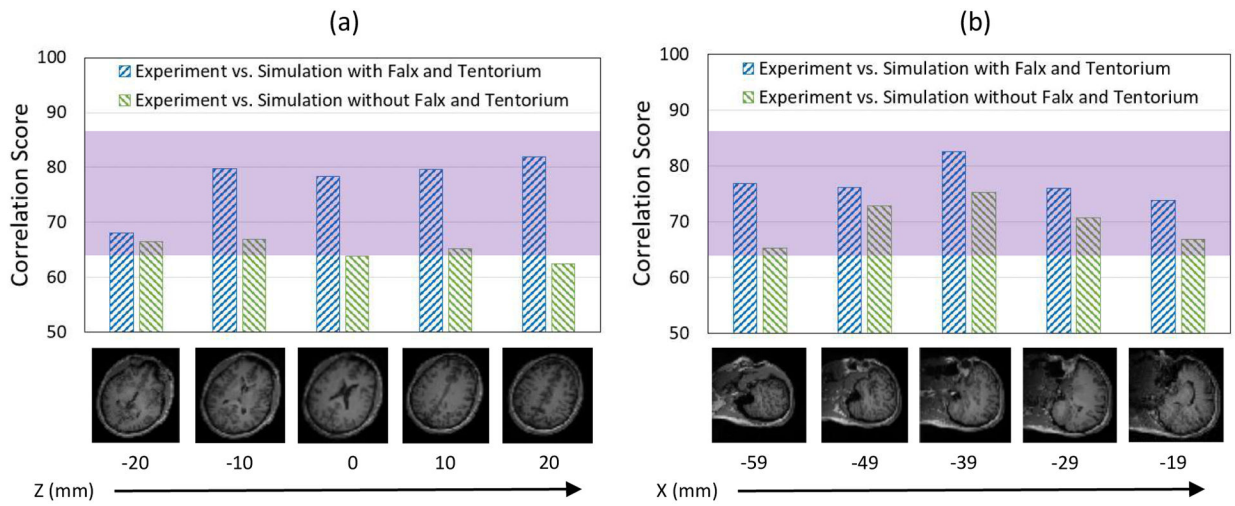 (a)
Correlation Score
100
90
80
70
60
50
Experiment vs. Simulation with Falx and Tentorium
Experiment vs. Simulation without Falx and Tentorium
-20 -10 0 10 20
Z (mm)
(b)
Correlation Score
100
90
80
70
60
50
Experiment vs. Simulation with Falx and Tentorium
Experiment vs. Simulation without Falx and Tentorium
-59 -49 -39 -29 -19
X (mm)